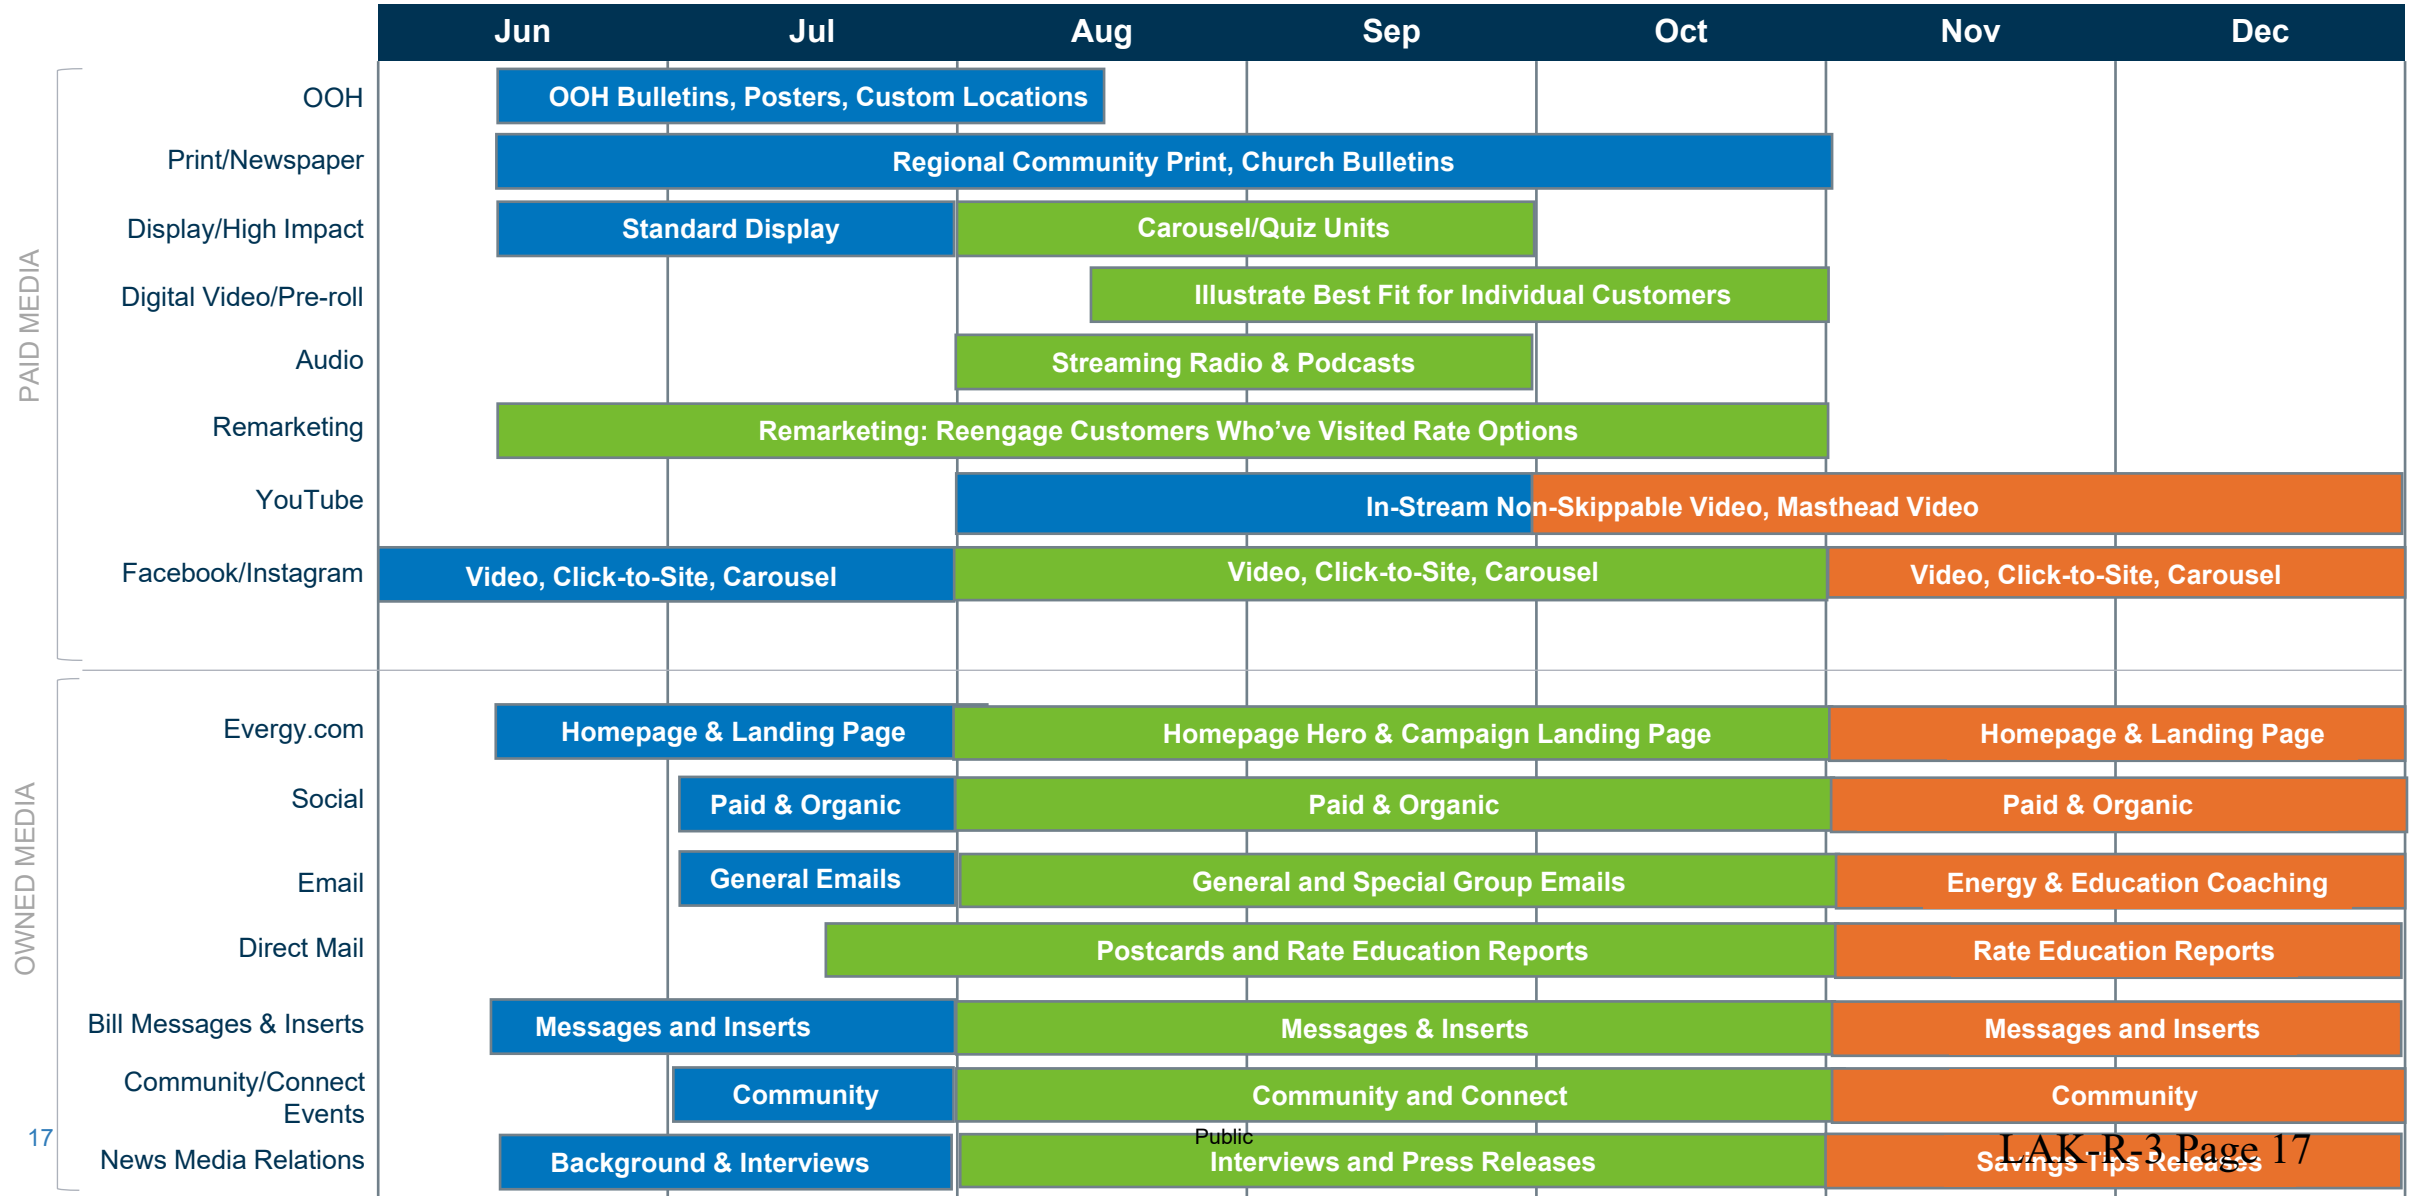 Jun Jul Aug Sep Oct Nov Dec
PAID MEDIA
OOH
OOH Bulletins, Posters, Custom Locations
Print/Newspaper
Regional Community Print, Church Bulletins
Display/High Impact
Standard Display
Carousel/Quiz Units
Digital Video/Pre-roll
Illustrate Best Fit for Individual Customers
Audio
Streaming Radio & Podcasts
Remarketing
Remarketing: Reengage Customers Who’ve Visited Rate Options
YouTube
In-Stream Non-Skippable Video, Masthead Video
Facebook/Instagram
Video, Click-to-Site, Carousel
Video, Click-to-Site, Carousel
Video, Click-to-Site, Carousel
OWNED MEDIA
Evergy.com
Homepage & Landing Page
Homepage Hero & Campaign Landing Page
Homepage & Landing Page
Social
Paid & Organic
Paid & Organic
Paid & Organic
Email
General Emails
General and Special Group Emails
Energy & Education Coaching
Direct Mail
Postcards and Rate Education Reports
Rate Education Reports
Bill Messages & Inserts
Messages and Inserts
Messages & Inserts
Messages and Inserts
Community/Connect
Events
Community
Community and Connect
Community
News Media Relations
Background & Interviews
Interviews and Press Releases
Savings Tips Releases
17
Public
LAK-R-3 Page 17